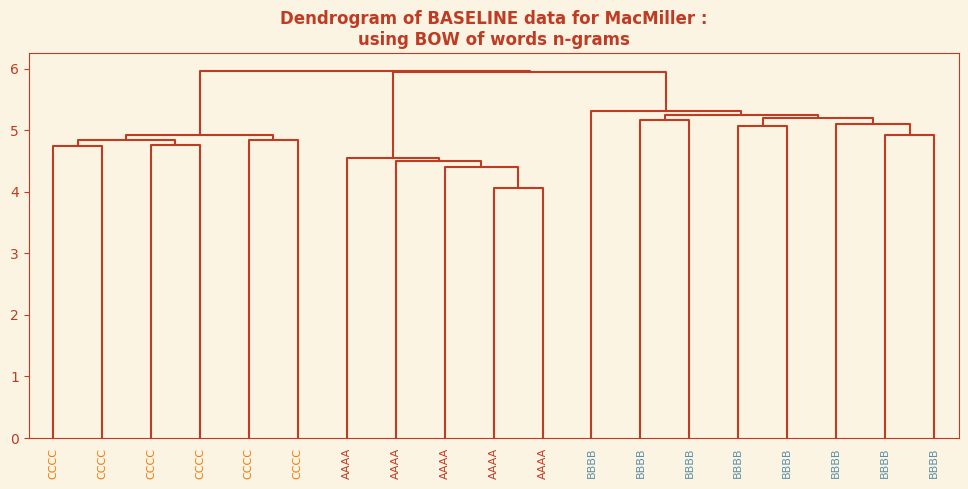 Dendrogram of BASELINE data for MacMiller :
using BOW of words n-grams
6
5
4
3
2
1
0
CCCC CCCC CCCC CCCC CCCC CCCC AAAA AAAA AAAA AAAA AAAA BBBB BBBB BBBB BBBB BBBB BBBB BBBB BBBB